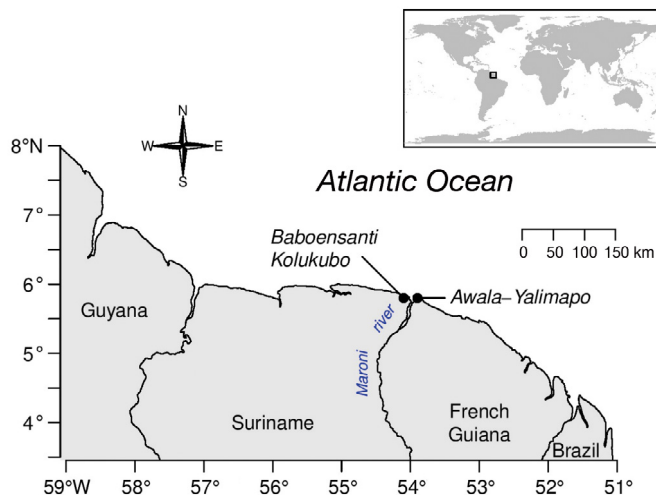 N
W E
S
8°N
7°
6°
5°
4°
Atlantic Ocean
0 50 100 150 km
Baboensanti
Kolukubo
Awala–Yalimapo
Guyana
Maroni river
Suriname
French
Guiana
Brazil
59°W 58° 57° 56° 55° 54° 53° 52° 51°